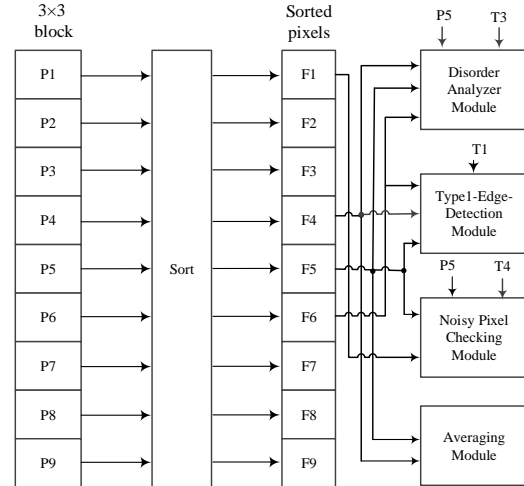 3×3
block
Sorted
pixels
P5
T3
P1
P2
P3
P4
P5
P6
P7
P8
P9
Sort
F1
F2
F3
F4
F5
F6
F7
F8
F9
Disorder
Analyzer
Module
T1
Type1-Edge-
Detection
Module
P5
T4
Noisy Pixel
Checking
Module
Averaging
Module